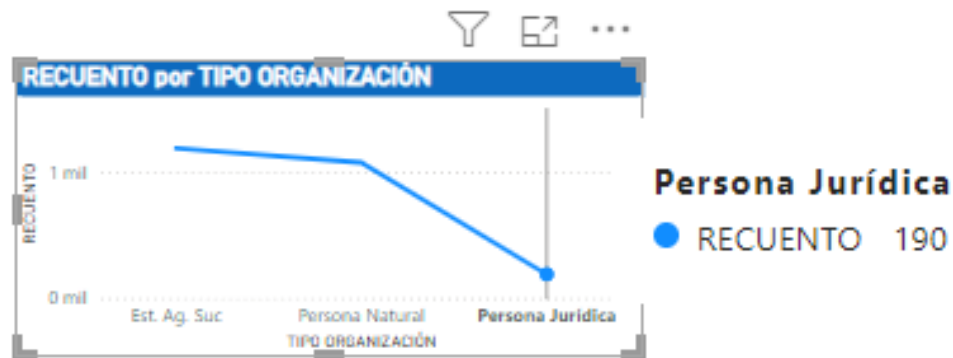 RECUENTO por TIPO ORGANIZACIÓN
RECUENTO
1 mil
0 mil
Est. Ag. Suc
Persona Natural
Persona Jurídica
TIPO ORGANIZACIÓN
Persona Jurídica
RECUENTO 190